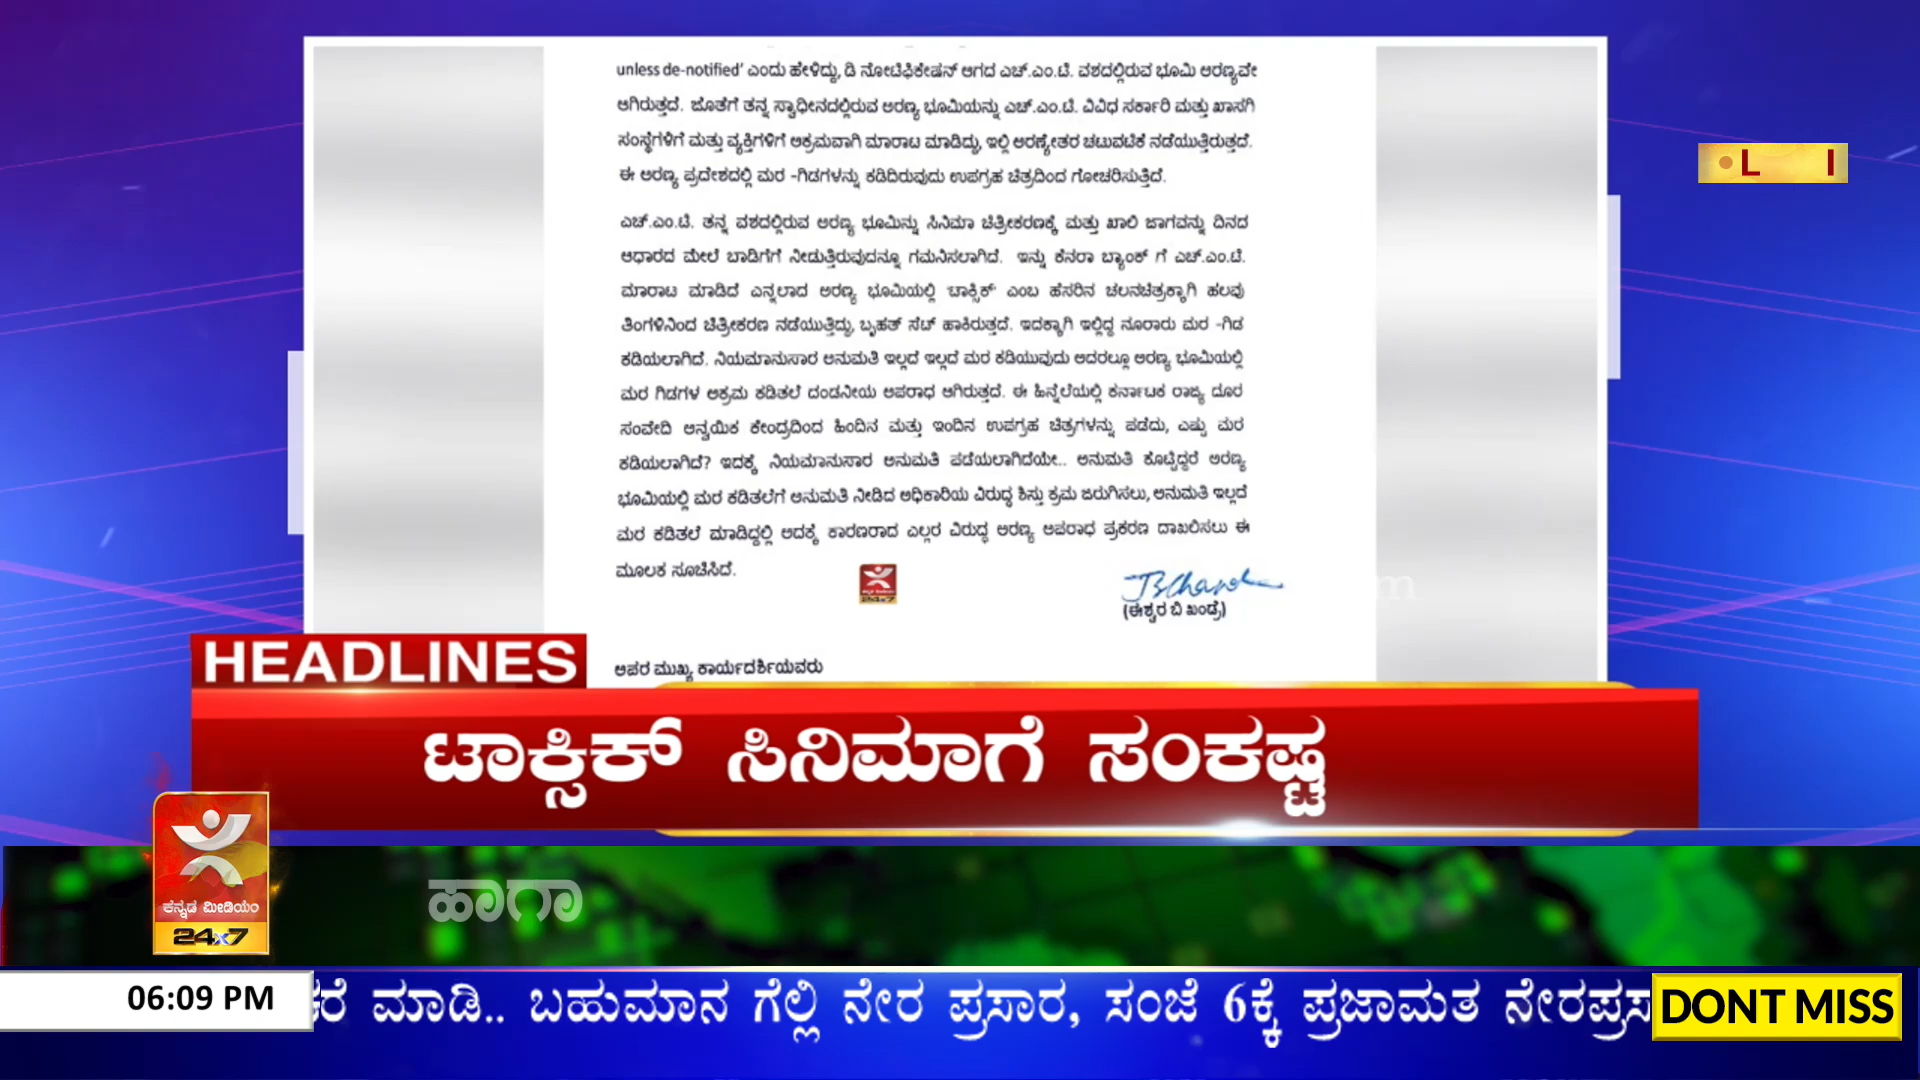 unless de-notified' ಎಂದು ಹೇಳಿದ್ದು, ಡಿ ನೋಟಿಫಿಕೇಷನ್ ಆಗದ ಎಚ್.ಎಂ.ಟಿ. ವಶದಲ್ಲಿರುವ ಭೂಮಿ ಅರಣ್ಯವೇ
ಆಗಿರುತ್ತದೆ. ಜೊತೆಗೆ ತನ್ನ ಸ್ವಾಧೀನದಲ್ಲಿರುವ ಅರಣ್ಯ ಭೂಮಿಯನ್ನು ಎಚ್.ಎಂ.ಟಿ. ವಿವಿಧ ಸರ್ಕಾರಿ ಮತ್ತು ಖಾಸಗಿ
ಸಂಸ್ಥೆಗಳಿಗೆ ಮತ್ತು ವ್ಯಕ್ತಿಗಳಿಗೆ ಅಕ್ರಮವಾಗಿ ಮಾರಾಟ ಮಾಡಿದ್ದು, ಇಲ್ಲಿ ಅರಣ್ಯೇತರ ಚಟುವಟಿಕೆ ನಡೆಯುತ್ತಿರುತ್ತದೆ.
ಈ ಅರಣ್ಯ ಪ್ರದೇಶದಲ್ಲಿ ಮರ -ಗಿಡಗಳನ್ನು ಕಡಿದಿರುವುದು ಉಪಗ್ರಹ ಚಿತ್ರದಿಂದ ಗೋಚರಿಸುತ್ತಿದೆ.
ಎಚ್.ಎಂ.ಟಿ. ತನ್ನ ವಶದಲ್ಲಿರುವ ಅರಣ್ಯ ಭೂಮಿನ್ನು ಸಿನಿಮಾ ಚಿತ್ರೀಕರಣಕ್ಕೆ ಮತ್ತು ಖಾಲಿ ಜಾಗವನ್ನು ದಿನದ
ಆಧಾರದ ಮೇಲೆ ಬಾಡಿಗೆಗೆ ನೀಡುತ್ತಿರುವುದನ್ನೂ ಗಮನಿಸಲಾಗಿದೆ. ಇನ್ನು ಕೆನರಾ ಬ್ಯಾಂಕ್ ಗೆ ಎಚ್.ಎಂ.ಟಿ.
ಮಾರಾಟ ಮಾಡಿದೆ ಎನ್ನಲಾದ ಅರಣ್ಯ ಭೂಮಿಯಲ್ಲಿ 'ಟಾಕ್ಸಿಕ್' ಎಂಬ ಹೆಸರಿನ ಚಲನಚಿತ್ರಕ್ಕಾಗಿ ಹಲವು
ತಿಂಗಳಿನಿಂದ ಚಿತ್ರೀಕರಣ ನಡೆಯುತ್ತಿದ್ದು, ಬೃಹತ್ ಸೆಟ್ ಹಾಕಿರುತ್ತದೆ. ಇದಕ್ಕಾಗಿ ಇಲ್ಲಿದ್ದ ನೂರಾರು ಮರ -ಗಿಡ
ಕಡಿಯಲಾಗಿದೆ. ನಿಯಮಾನುಸಾರ ಅನುಮತಿ ಇಲ್ಲದೆ ಇಲ್ಲದೆ ಮರ ಕಡಿಯುವುದು ಅದರಲ್ಲೂ ಅರಣ್ಯ ಭೂಮಿಯಲ್ಲಿ
ಮರ ಗಿಡಗಳ ಅಕ್ರಮ ಕಡಿತಲೆ ದಂಡನೀಯ ಅಪರಾಧ ಆಗಿರುತ್ತದೆ. ಈ ಹಿನ್ನೆಲೆಯಲ್ಲಿ ಕರ್ನಾಟಕ ರಾಜ್ಯ ದೂರ
ಸಂವೇದಿ ಆನ್ವಯಿಕ ಕೇಂದ್ರದಿಂದ ಹಿಂದಿನ ಮತ್ತು ಇಂದಿನ ಉಪಗ್ರಹ ಚಿತ್ರಗಳನ್ನು ಪಡೆದು, ಎಷ್ಟು ಮರ
ಕಡಿಯಲಾಗಿದೆ? ಇದಕ್ಕೆ ನಿಯಮಾನುಸಾರ ಅನುಮತಿ ಪಡೆಯಲಾಗಿದೆಯೇ.. ಅನುಮತಿ ಕೊಟ್ಟಿದ್ದರೆ ಅರಣ್ಯ
ಭೂಮಿಯಲ್ಲಿ ಮರ ಕಡಿತಲೆಗೆ ಅನುಮತಿ ನೀಡಿದ ಅಧಿಕಾರಿಯ ವಿರುದ್ಧ ಶಿಸ್ತು ಕ್ರಮ ಜರುಗಿಸಲು, ಅನುಮತಿ ಇಲ್ಲದೆ
ಮರ ಕಡಿತಲೆ ಮಾಡಿದ್ದಲ್ಲಿ ಅದಕ್ಕೆ ಕಾರಣರಾದ ಎಲ್ಲರ ವಿರುದ್ಧ ಅರಣ್ಯ ಅಪರಾಧ ಪ್ರಕರಣ ದಾಖಲಿಸಲು ಈ
ಮೂಲಕ ಸೂಚಿಸಿದೆ.
(ಈಶ್ವರ ಬಿ ಖಂಡ್ರೆ)
ಅಪರ ಮುಖ್ಯ ಕಾರ್ಯದರ್ಶಿಯವರು
L I
HEADLINES
ಟಾಕ್ಸಿಕ್ ಸಿನಿಮಾಗೆ ಸಂಕಷ್ಟ
ಕನ್ನಡ ಮೀಡಿಯಂ
24x7
ಹಾಗಾ
06:09 PM
ಕರೆ ಮಾಡಿ.. ಬಹುಮಾನ ಗೆಲ್ಲಿ ನೇರ ಪ್ರಸಾರ, ಸಂಜೆ 6ಕ್ಕೆ ಪ್ರಜಾಮತ ನೇರಪ್ರಸ
DONT MISS